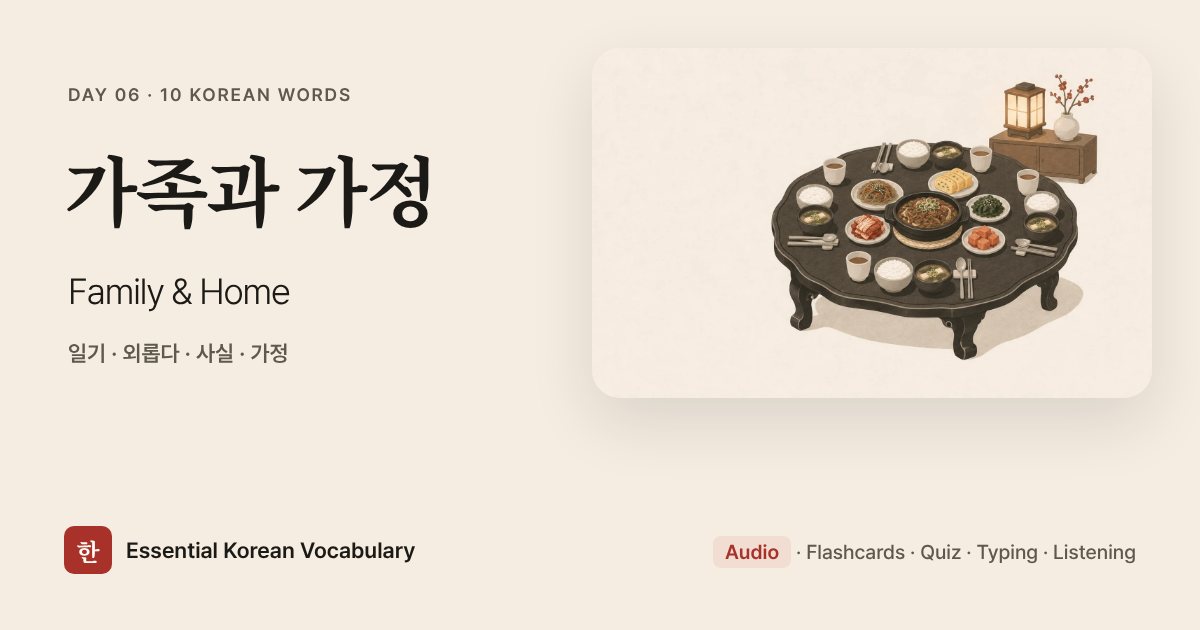 DAY 06 · 10 KOREAN WORDS
가족과 가정
Family & Home
일기 · 외롭다 · 사실 · 가정
한 Essential Korean Vocabulary
Audio · Flashcards · Quiz · Typing · Listening